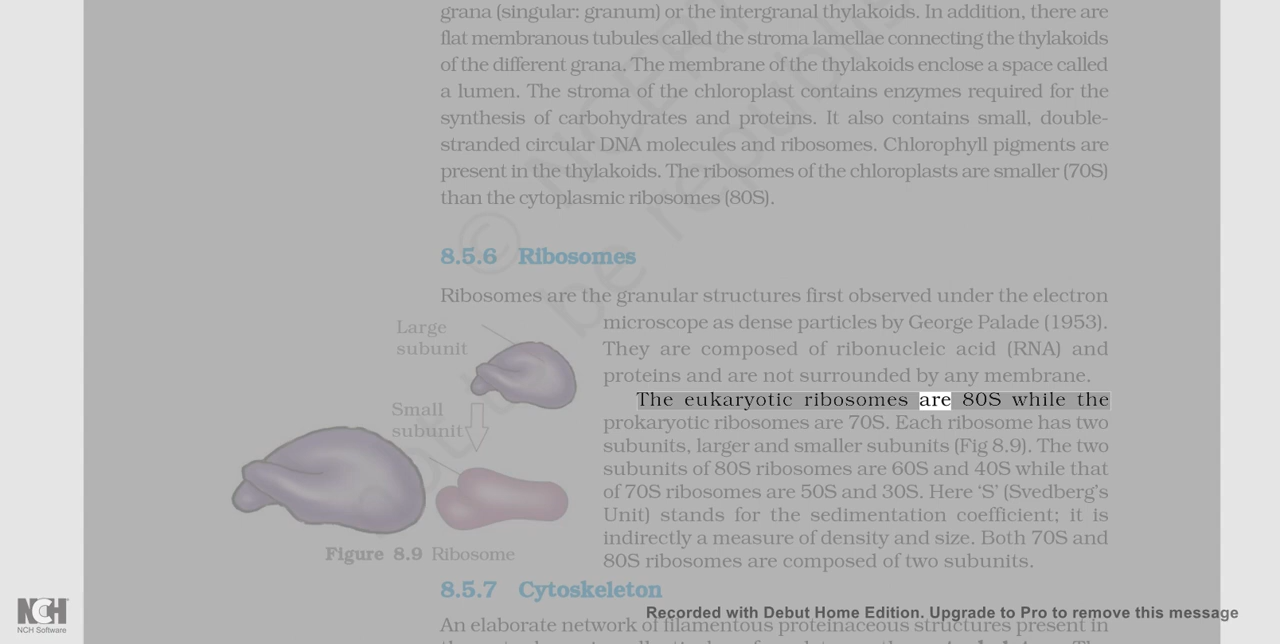 grana (singular: granum) or the intergranal thylakoids. In addition, there are
flat membranous tubules called the stroma lamellae connecting the thylakoids
of the different grana. The membrane of the thylakoids enclose a space called
a lumen. The stroma of the chloroplast contains enzymes required for the
synthesis of carbohydrates and proteins. It also contains small, double-
stranded circular DNA molecules and ribosomes. Chlorophyll pigments are
present in the thylakoids. The ribosomes of the chloroplasts are smaller (70S)
than the cytoplasmic ribosomes (80S).
8.5.6 Ribosomes
Ribosomes are the granular structures first observed under the electron
microscope as dense particles by George Palade (1953).
They are composed of ribonucleic acid (RNA) and
proteins and are not surrounded by any membrane.
The eukaryotic ribosomes are 80S while the
prokaryotic ribosomes are 70S. Each ribosome has two
subunits, larger and smaller subunits (Fig 8.9). The two
subunits of 80S ribosomes are 60S and 40S while that
of 70S ribosomes are 50S and 30S. Here ‘S’ (Svedberg’s
Unit) stands for the sedimentation coefficient; it is
indirectly a measure of density and size. Both 70S and
80S ribosomes are composed of two subunits.
Large
subunit
Small
subunit
Figure 8.9 Ribosome
8.5.7 Cytoskeleton
An elaborate network of filamentous proteinaceous structures present in
Recorded with Debut Home Edition. Upgrade to Pro to remove this message
NCH
NCH Software